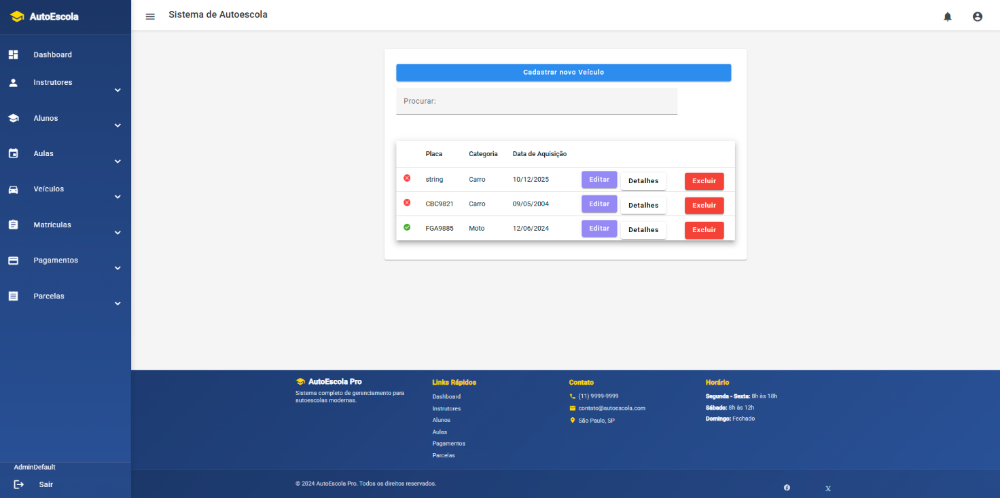 AutoEscola
Sistema de Autoescola
Dashboard
Instrutores
Alunos
Aulas
Veículos
Matrículas
Pagamentos
Parcelas
AdminDefault
Sair
Cadastrar novo Veículo
Procurar:
Placa Categoria Data de Aquisição
string Carro 10/12/2025 Editar Detalhes Excluir
CBC9821 Carro 09/05/2004 Editar Detalhes Excluir
FGA9885 Moto 12/06/2024 Editar Detalhes Excluir
AutoEscola Pro
Sistema completo de gerenciamento para
autoescolas modernas.
Links Rápidos
Dashboard
Instrutores
Alunos
Aulas
Pagamentos
Parcelas
Contato
(11) 9999-9999
contato@autoescola.com
São Paulo, SP
Horário
Segunda - Sexta: 8h às 18h
Sábado: 8h às 12h
Domingo: Fechado
© 2024 AutoEscola Pro. Todos os direitos reservados.
X